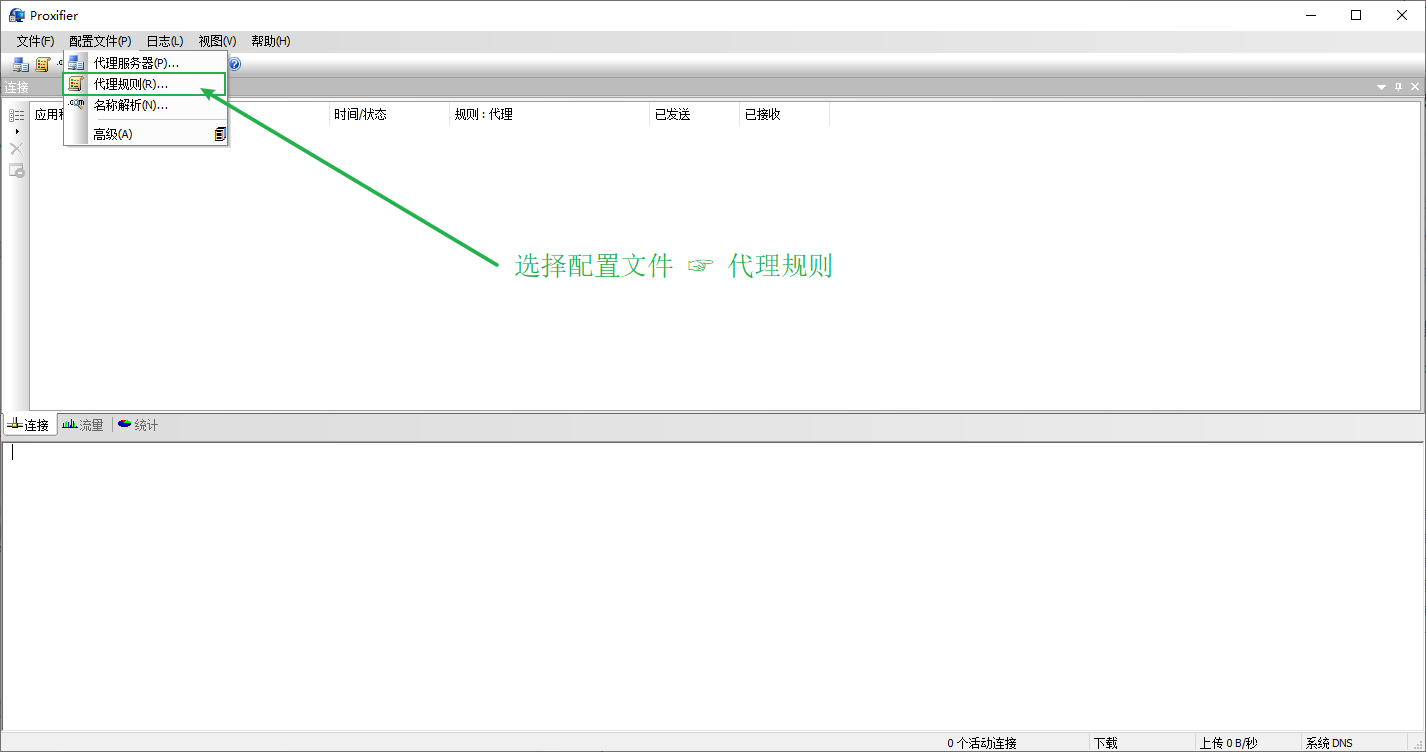 Proxifier
文件(F) 配置文件(P) 日志(L) 视图(V) 帮助(H)
代理服务器(P)...
连接
代理规则(R)...
名称解析(N)...
应用 时间/状态 规则 : 代理 已发送 已接收
高级(A)
选择配置文件 ☞ 代理规则
连接 流量 统计
0 个活动连接 下载 上传 0 B/秒 系统 DNS